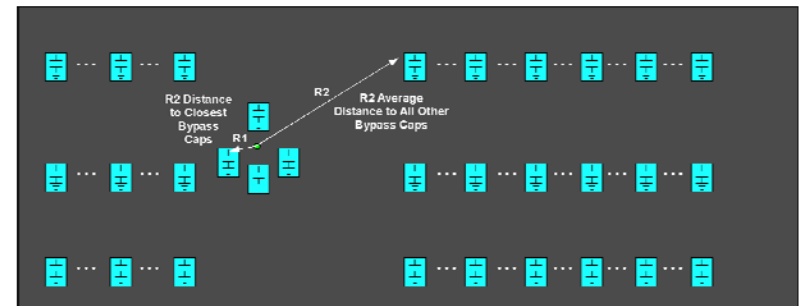 R2 Distance
to Closest
Bypass
Caps
R1
R2
R2 Average
Distance to All Other
Bypass Caps